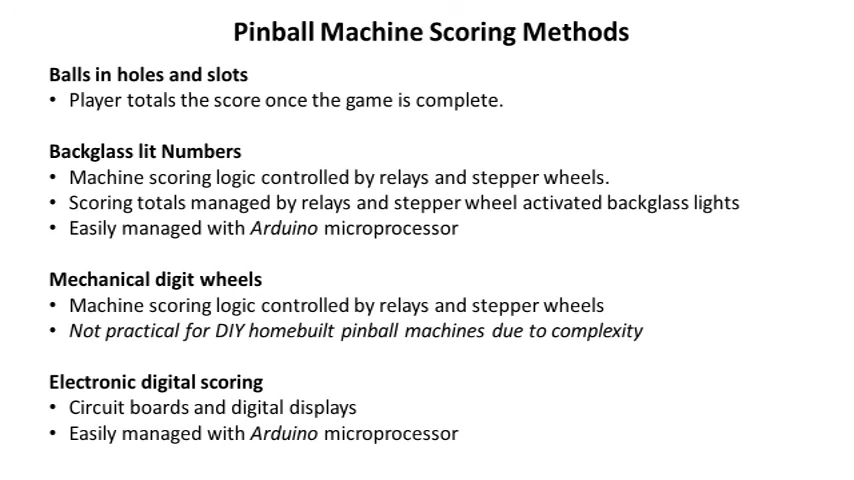 Pinball Machine Scoring Methods
Balls in holes and slots
• Player totals the score once the game is complete.
Backglass lit Numbers
• Machine scoring logic controlled by relays and stepper wheels.
• Scoring totals managed by relays and stepper wheel activated backglass lights
• Easily managed with Arduino microprocessor
Mechanical digit wheels
• Machine scoring logic controlled by relays and stepper wheels
• Not practical for DIY homebuilt pinball machines due to complexity
Electronic digital scoring
• Circuit boards and digital displays
• Easily managed with Arduino microprocessor